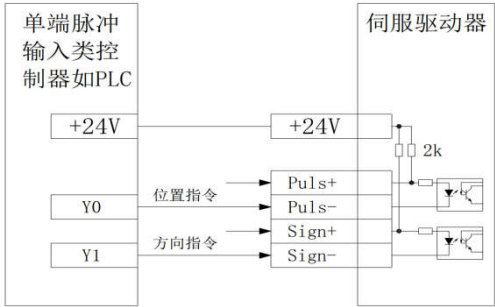 单端脉冲
输入类控
制器如PLC
伺服驱动器
+24V
+24V
2k
Puls+
位置指令
Y0
Puls-
Sign+
方向指令
Y1
Sign-